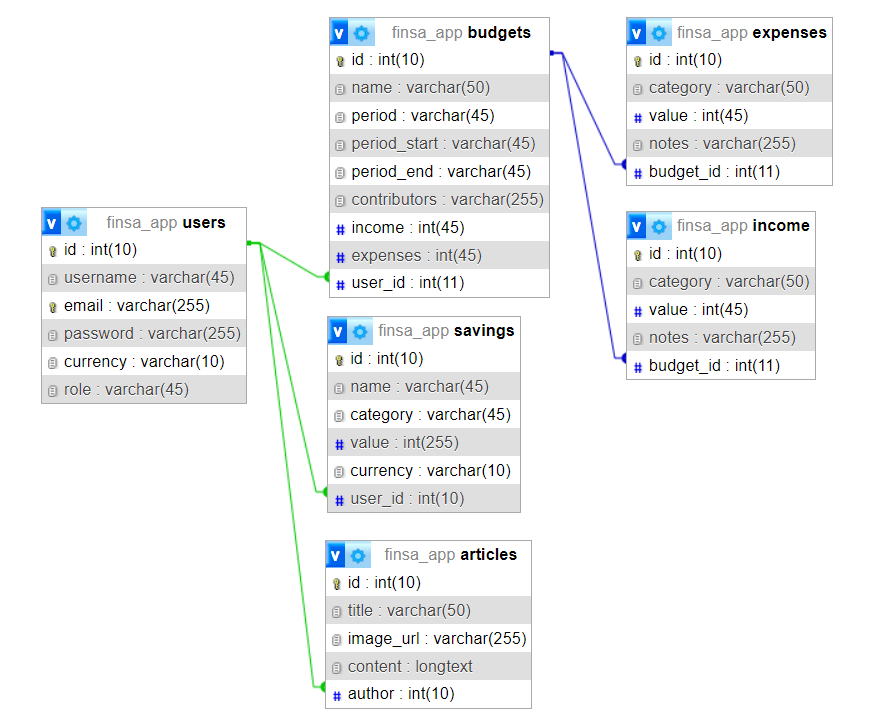 v finsa_app budgets
id : int(10)
name : varchar(50)
period : varchar(45)
period_start : varchar(45)
period_end : varchar(45)
contributors : varchar(255)
# income : int(45)
# expenses : int(45)
# user_id : int(11)
v finsa_app expenses
id : int(10)
category : varchar(50)
# value : int(45)
notes : varchar(255)
# budget_id : int(11)
v finsa_app users
id : int(10)
username : varchar(45)
email : varchar(255)
password : varchar(255)
currency : varchar(10)
role : varchar(45)
v finsa_app income
id : int(10)
category : varchar(50)
# value : int(45)
notes : varchar(255)
# budget_id : int(11)
v finsa_app savings
id : int(10)
name : varchar(45)
category : varchar(45)
# value : int(255)
currency : varchar(10)
# user_id : int(10)
v finsa_app articles
id : int(10)
title : varchar(50)
image_url : varchar(255)
content : longtext
# author : int(10)